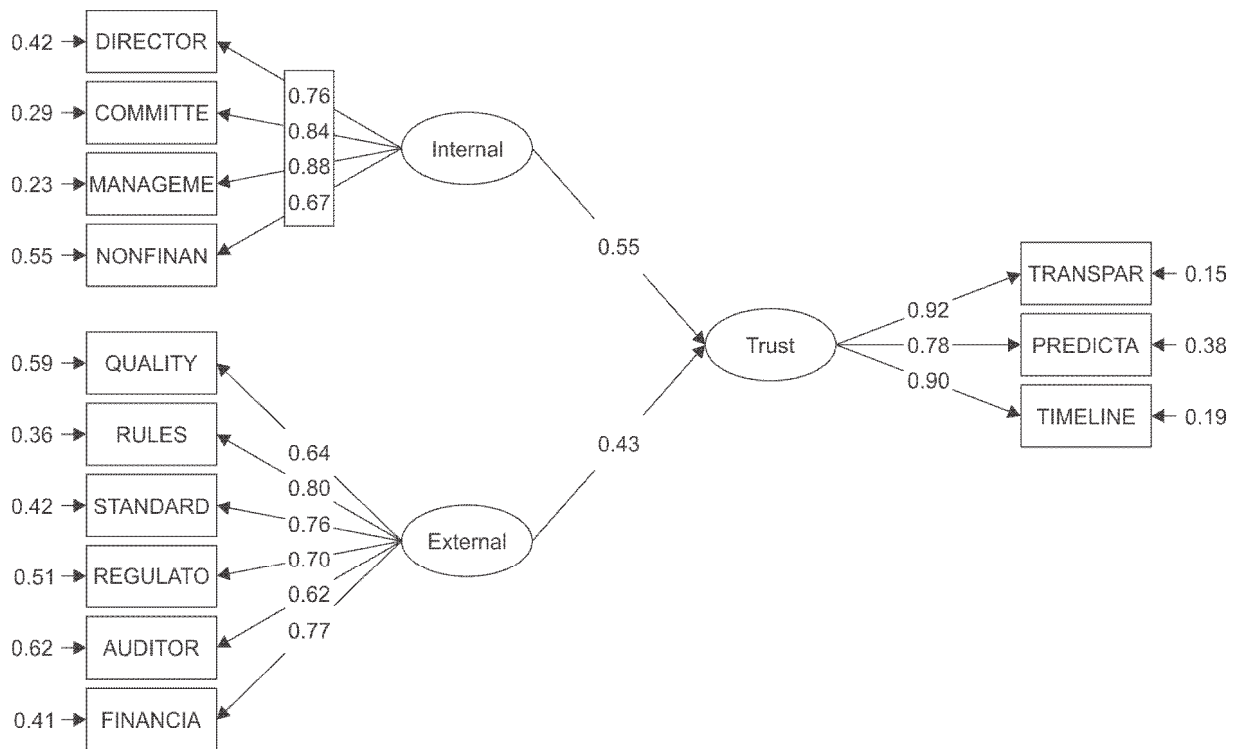 0.42 DIRECTOR
0.29 COMMITTE
0.23 MANAGEME
0.55 NONFINAN
0.76
0.84
0.88
0.67
Internal
0.55
0.59 QUALITY
0.36 RULES
0.42 STANDARD
0.51 REGULATO
0.62 AUDITOR
0.41 FINANCIA
0.64
0.80
0.76
0.70
0.62
0.77
External
0.43
Trust
0.92
0.78
0.90
TRANSPAR 0.15
PREDICTA 0.38
TIMELINE 0.19